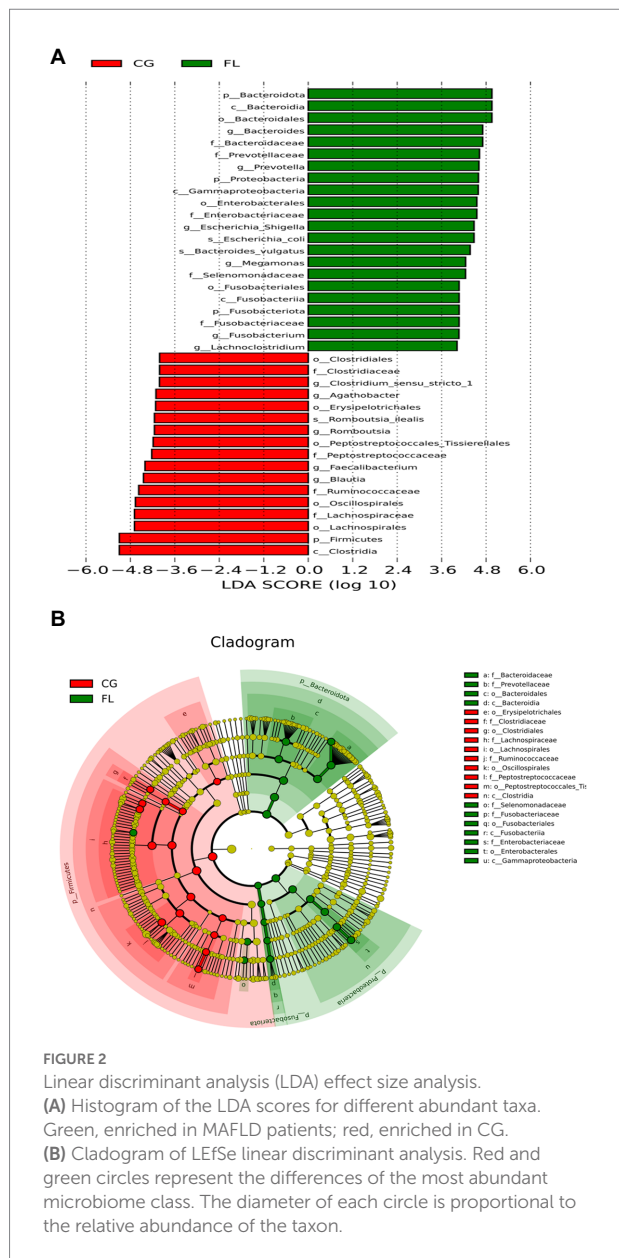 A
CG FL
p__Bacteroidota
c__Bacteroidia
o__Bacteroidales
g__Bacteroides
f__Bacteroidaceae
f__Prevotellaceae
g__Prevotella
p__Proteobacteria
c__Gammaproteobacteria
o__Enterobacterales
f__Enterobacteriaceae
g__Escherichia_Shigella
s__Escherichia_coli
s__Bacteroides_vulgatus
g__Megamonas
f__Selenomonadaceae
o__Fusobacteriales
c__Fusobacteriia
p__Fusobacteriota
f__Fusobacteriaceae
g__Fusobacterium
g__Lachnoclostridium
o__Clostridiales
f__Clostridiaceae
g__Clostridium_sensu_stricto_1
g__Agathobacter
o__Erysipelotrichales
s__Romboutsia_ilealis
g__Romboutsia
o__Peptostreptococcales_Tissierellales
f__Peptostreptococcaceae
g__Faecalibacterium
g__Blautia
f__Ruminococcaceae
o__Oscillospirales
f__Lachnospiraceae
o__Lachnospirales
p__Firmicutes
c__Clostridia
−6.0 −4.8 −3.6 −2.4 −1.2 0.0 1.2 2.4 3.6 4.8 6.0
LDA SCORE (log 10)
B
Cladogram
CG
FL
p__Bacteroidota
d
c
b
a
e
g
f
i
h
p__Firmicutes
n
k
j
l
m
o
p
q
r
p__Fusobacteriota
s
t
u
p__Proteobacteria
a: f__Bacteroidaceae
b: f__Prevotellaceae
c: o__Bacteroidales
d: c__Bacteroidia
e: o__Erysipelotrichales
f: f__Clostridiaceae
g: o__Clostridiales
h: f__Lachnospiraceae
i: o__Lachnospirales
j: f__Ruminococcaceae
k: o__Oscillospirales
l: f__Peptostreptococcaceae
m: o__Peptostreptococcales_Tis
n: c__Clostridia
o: f__Selenomonadaceae
p: f__Fusobacteriaceae
q: o__Fusobacteriales
r: c__Fusobacteriia
s: f__Enterobacteriaceae
t: o__Enterobacterales
u: c__Gammaproteobacteria
FIGURE 2
Linear discriminant analysis (LDA) effect size analysis.
(A) Histogram of the LDA scores for different abundant taxa.
Green, enriched in MAFLD patients; red, enriched in CG.
(B) Cladogram of LEfSe linear discriminant analysis. Red and
green circles represent the differences of the most abundant
microbiome class. The diameter of each circle is proportional to
the relative abundance of the taxon.